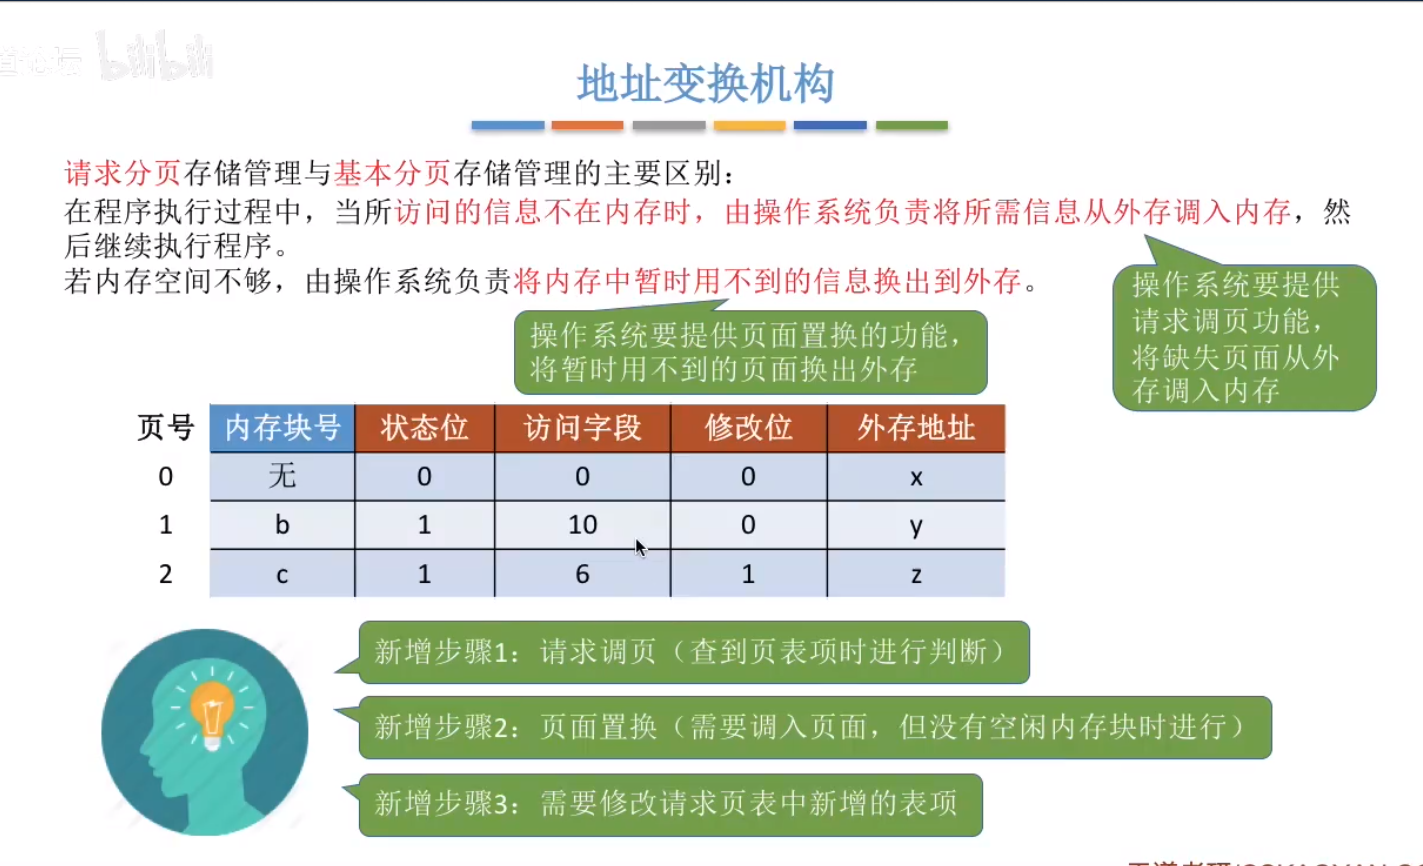 bilibili
地址变换机构
请求分页存储管理与基本分页存储管理的主要区别：
在程序执行过程中，当所访问的信息不在内存时，由操作系统负责将所需信息从外存调入内存，然
后继续执行程序。
若内存空间不够，由操作系统负责将内存中暂时用不到的信息换出到外存。
操作系统要提供
请求调页功能，
将缺失页面从外
存调入内存
操作系统要提供页面置换的功能，
将暂时用不到的页面换出外存
页号 内存块号 状态位 访问字段 修改位 外存地址
0 无 0 0 0 x
1 b 1 10 0 y
2 c 1 6 1 z
新增步骤1：请求调页（查到页表项时进行判断）
新增步骤2：页面置换（需要调入页面，但没有空闲内存块时进行）
新增步骤3：需要修改请求页表中新增的表项